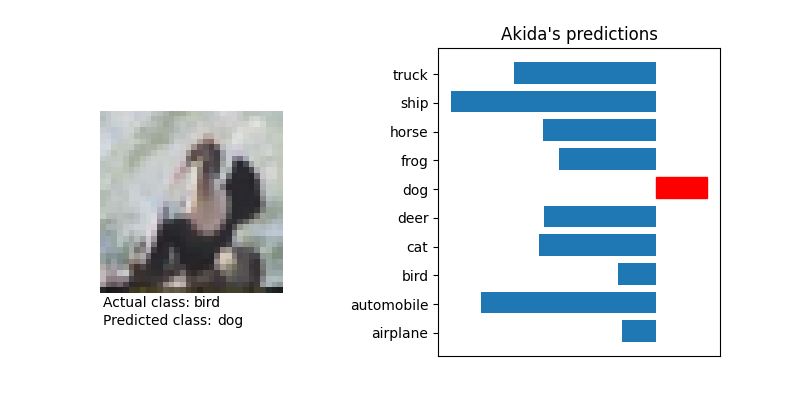 Akida's predictions
truck
ship
horse
frog
dog
deer
cat
bird
automobile
airplane
Actual class: bird
Predicted class: dog